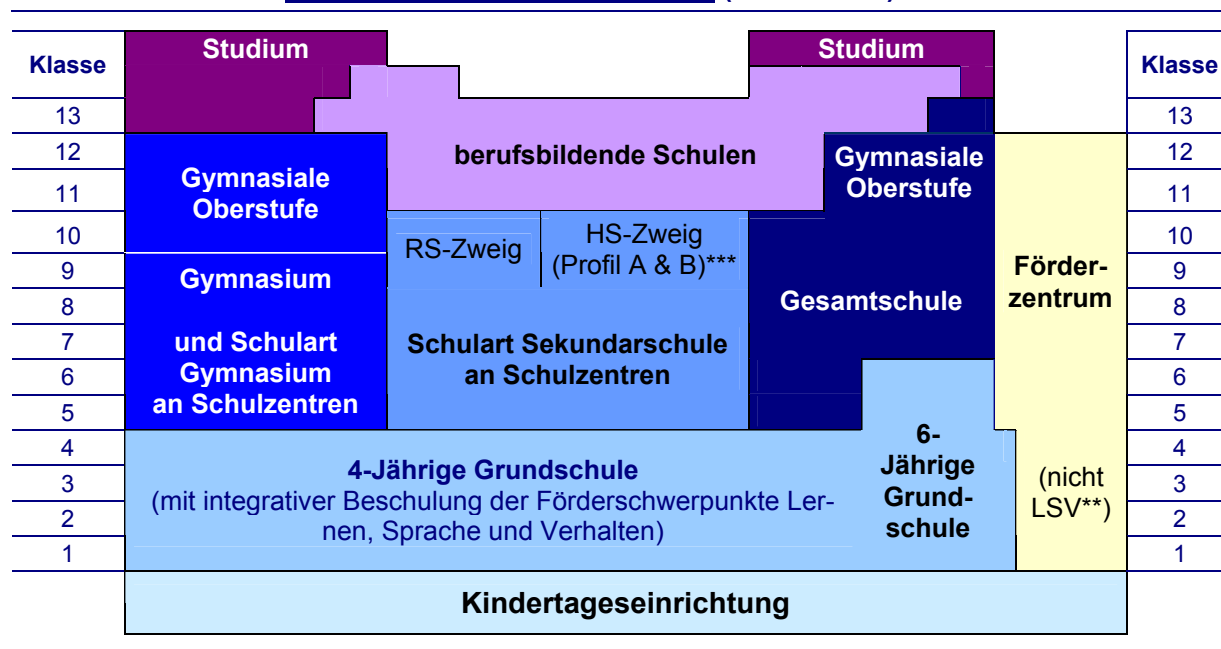 Klasse
Studium
Studium
Klasse
13
13
12
berufsbildende Schulen
Gymnasiale
Oberstufe
12
11
Gymnasiale
Oberstufe
11
10
RS-Zweig
HS-Zweig
(Profil A & B)***
10
9
Gymnasium
Förder-
zentrum
9
8
Gesamtschule
8
7
und Schulart
Gymnasium
an Schulzentren
Schulart Sekundarschule
an Schulzentren
7
6
6
5
5
4
4-Jährige Grundschule
(mit integrativer Beschulung der Förderschwerpunkte Ler-
nen, Sprache und Verhalten)
6-
Jährige
Grund-
schule
(nicht
LSV**)
4
3
3
2
2
1
1
Kindertageseinrichtung